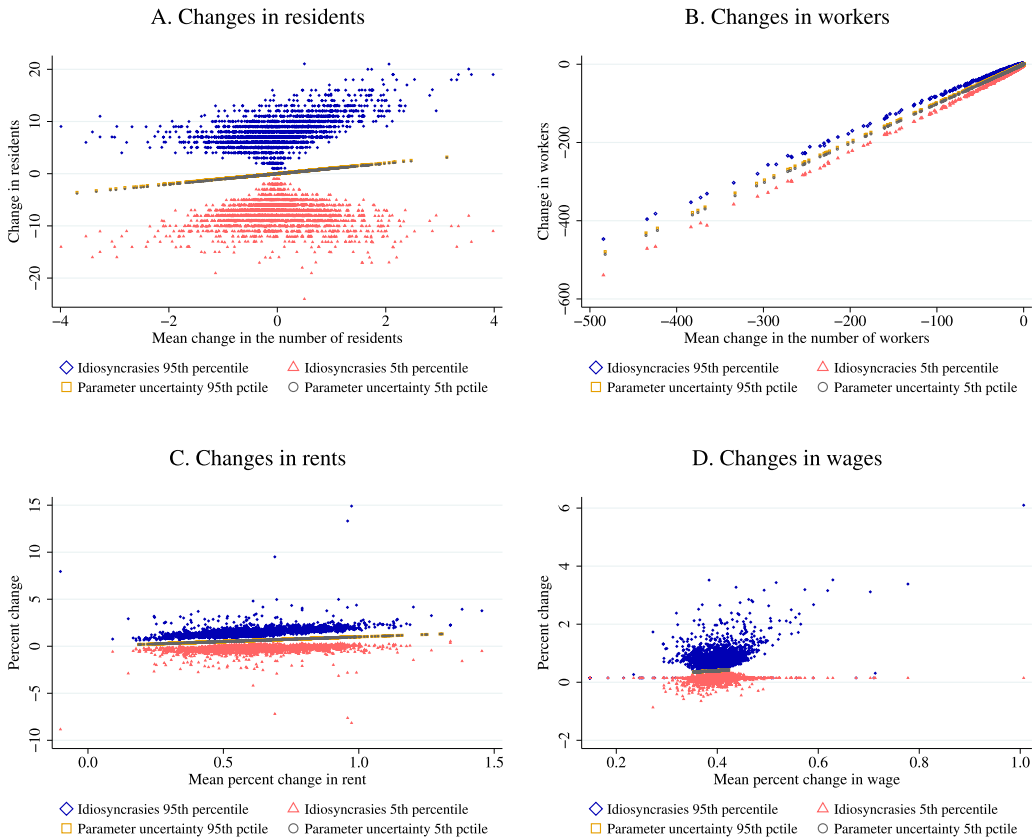 A. Changes in residents
Change in residents
20
10
0
−10
−20
−4
−2
0
2
4
Mean change in the number of residents
Idiosyncrasies 95th percentile
Idiosyncrasies 5th percentile
Parameter uncertainty 95th pctile
Parameter uncertainty 5th pctile
B. Changes in workers
Change in workers
0
−200
−400
−600
−500
−400
−300
−200
−100
0
Mean change in the number of workers
Idiosyncracies 95th percentile
Idiosyncracies 5th percentile
Parameter uncertainty 95th pctile
Parameter uncertainty 5th pctile
C. Changes in rents
Percent change
15
10
5
0
−5
−10
0.0
0.5
1.0
1.5
Mean percent change in rent
Idiosyncrasies 95th percentile
Idiosyncrasies 5th percentile
Parameter uncertainty 95th pctile
Parameter uncertainty 5th pctile
D. Changes in wages
Percent change
6
4
2
0
−2
0.2
0.4
0.6
0.8
1.0
Mean percent change in wage
Idiosyncrasies 95th percentile
Idiosyncrasies 5th percentile
Parameter uncertainty 95th pctile
Parameter uncertainty 5th pctile